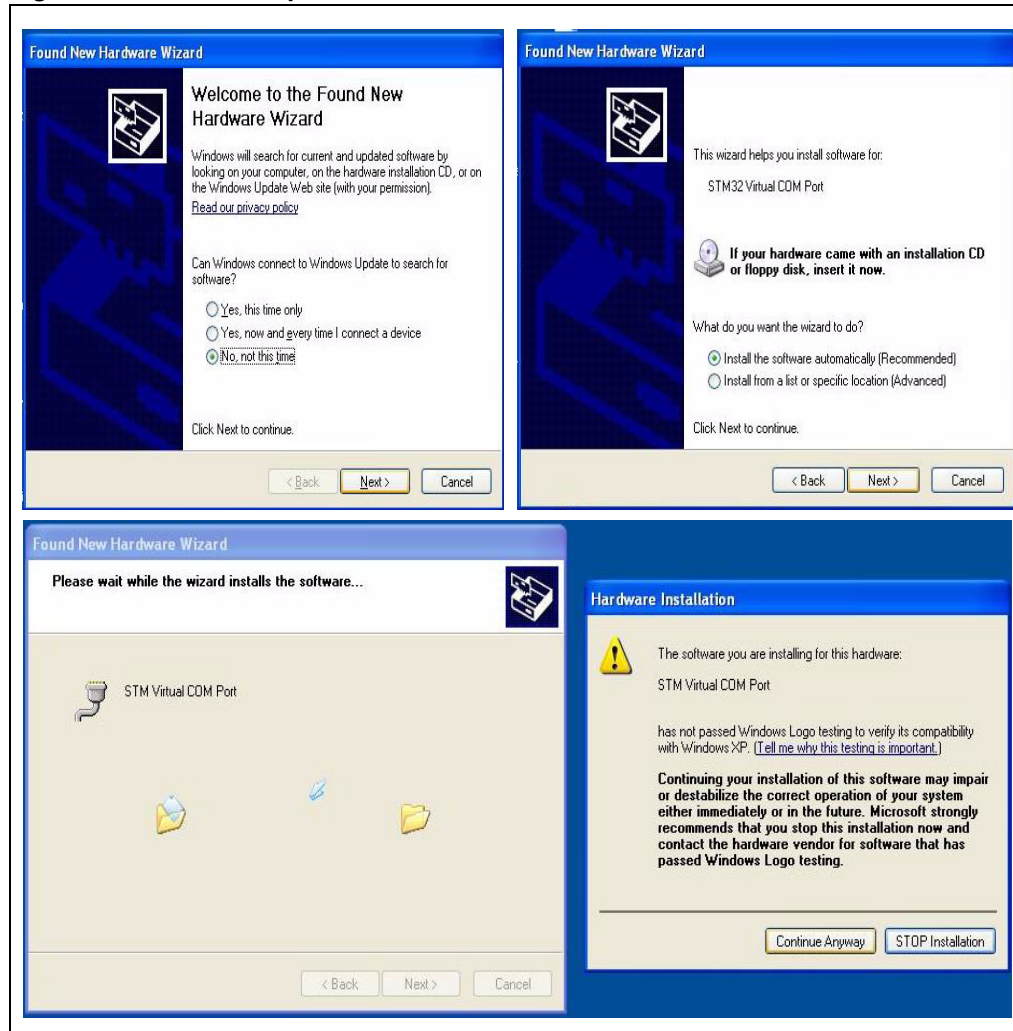 Found New Hardware Wizard
Welcome to the Found New
Hardware Wizard
Windows will search for current and updated software by
looking on your computer, on the hardware installation CD, or on
the Windows Update Web site (with your permission).
Read our privacy policy
Can Windows connect to Windows Update to search for
software?
Yes, this time only
Yes, now and every time I connect a device
No, not this time
Click Next to continue.
< Back
Next >
Cancel
Found New Hardware Wizard
This wizard helps you install software for:
STM32 Virtual COM Port
If your hardware came with an installation CD
or floppy disk, insert it now.
What do you want the wizard to do?
Install the software automatically (Recommended)
Install from a list or specific location (Advanced)
Click Next to continue.
< Back
Next >
Cancel
Found New Hardware Wizard
Please wait while the wizard installs the software...
STM Virtual COM Port
< Back
Next >
Cancel
Hardware Installation
The software you are installing for this hardware:
STM Virtual COM Port
has not passed Windows Logo testing to verify its compatibility
with Windows XP. (Tell me why this testing is important.)
Continuing your installation of this software may impair
or destabilize the correct operation of your system
either immediately or in the future. Microsoft strongly
recommends that you stop this installation now and
contact the hardware vendor for software that has
passed Windows Logo testing.
Continue Anyway
STOP Installation